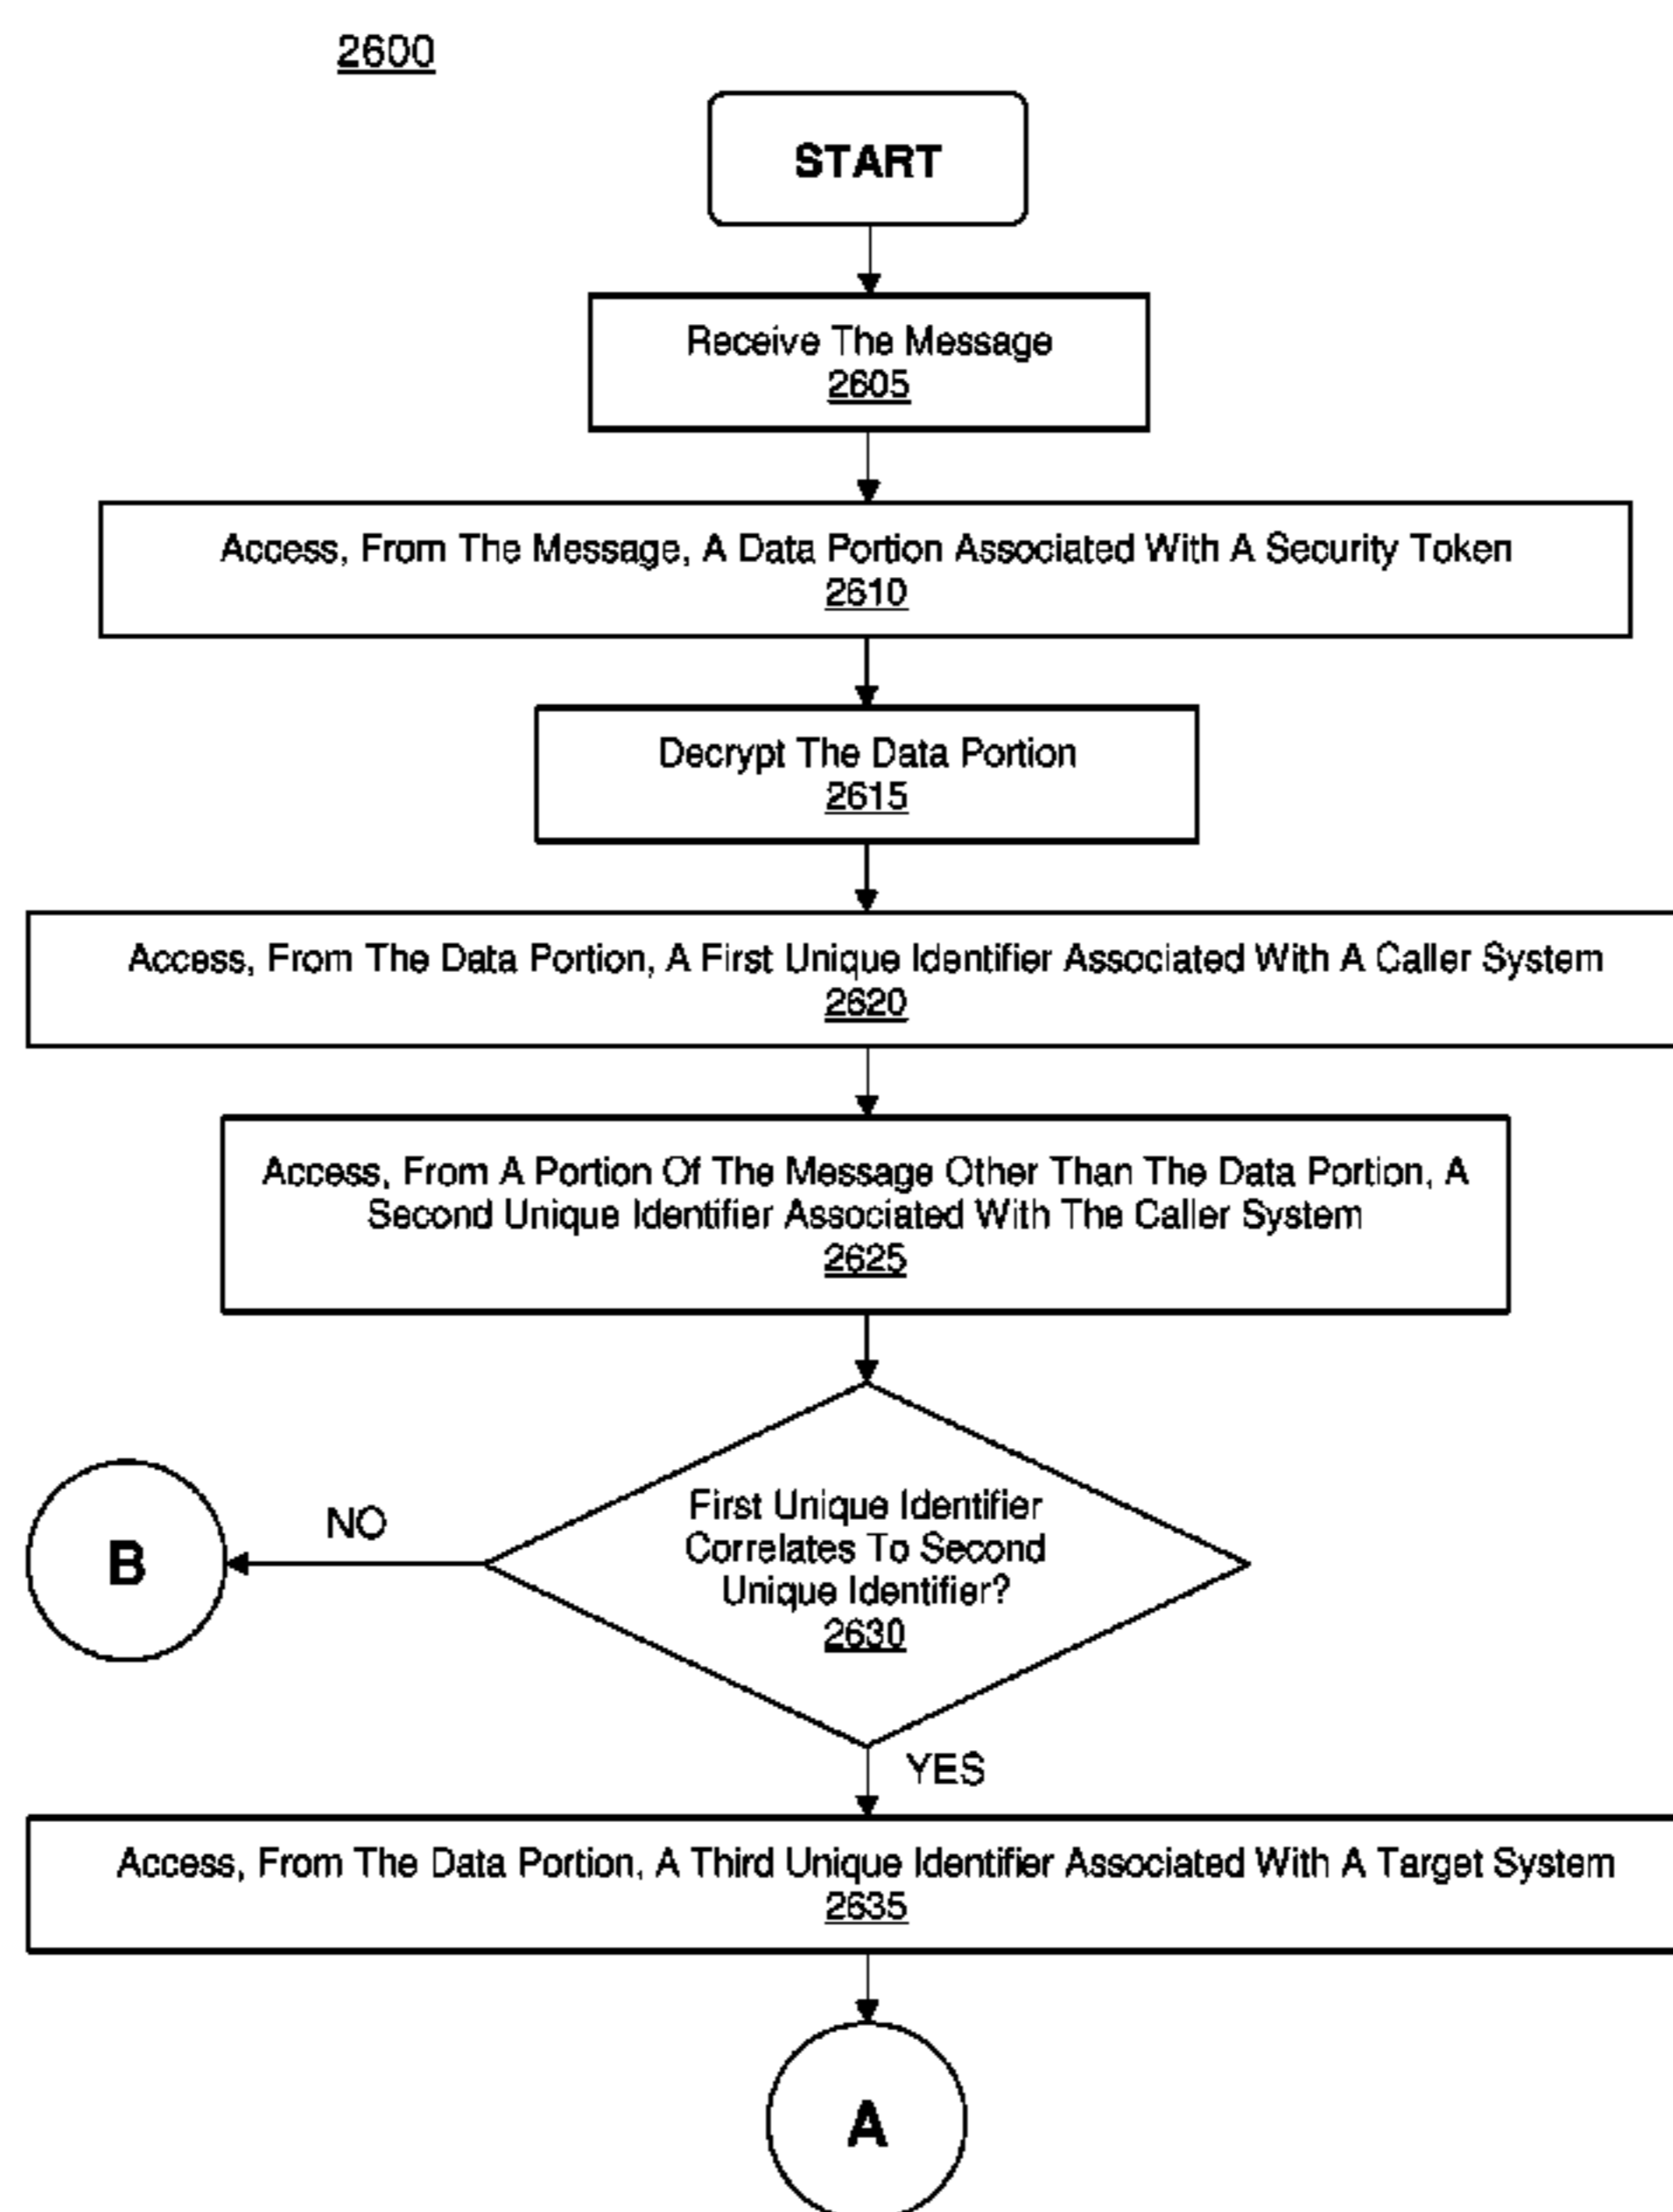 2600
START
Receive The Message
2605
Access, From The Message, A Data Portion Associated With A Security Token
2610
Decrypt The Data Portion
2615
Access, From The Data Portion, A First Unique Identifier Associated With A Caller System
2620
Access, From A Portion Of The Message Other Than The Data Portion, A
Second Unique Identifier Associated With The Caller System
2625
First Unique Identifier
Correlates To Second
Unique Identifier?
2630
NO
B
YES
Access, From The Data Portion, A Third Unique Identifier Associated With A Target System
2635
A